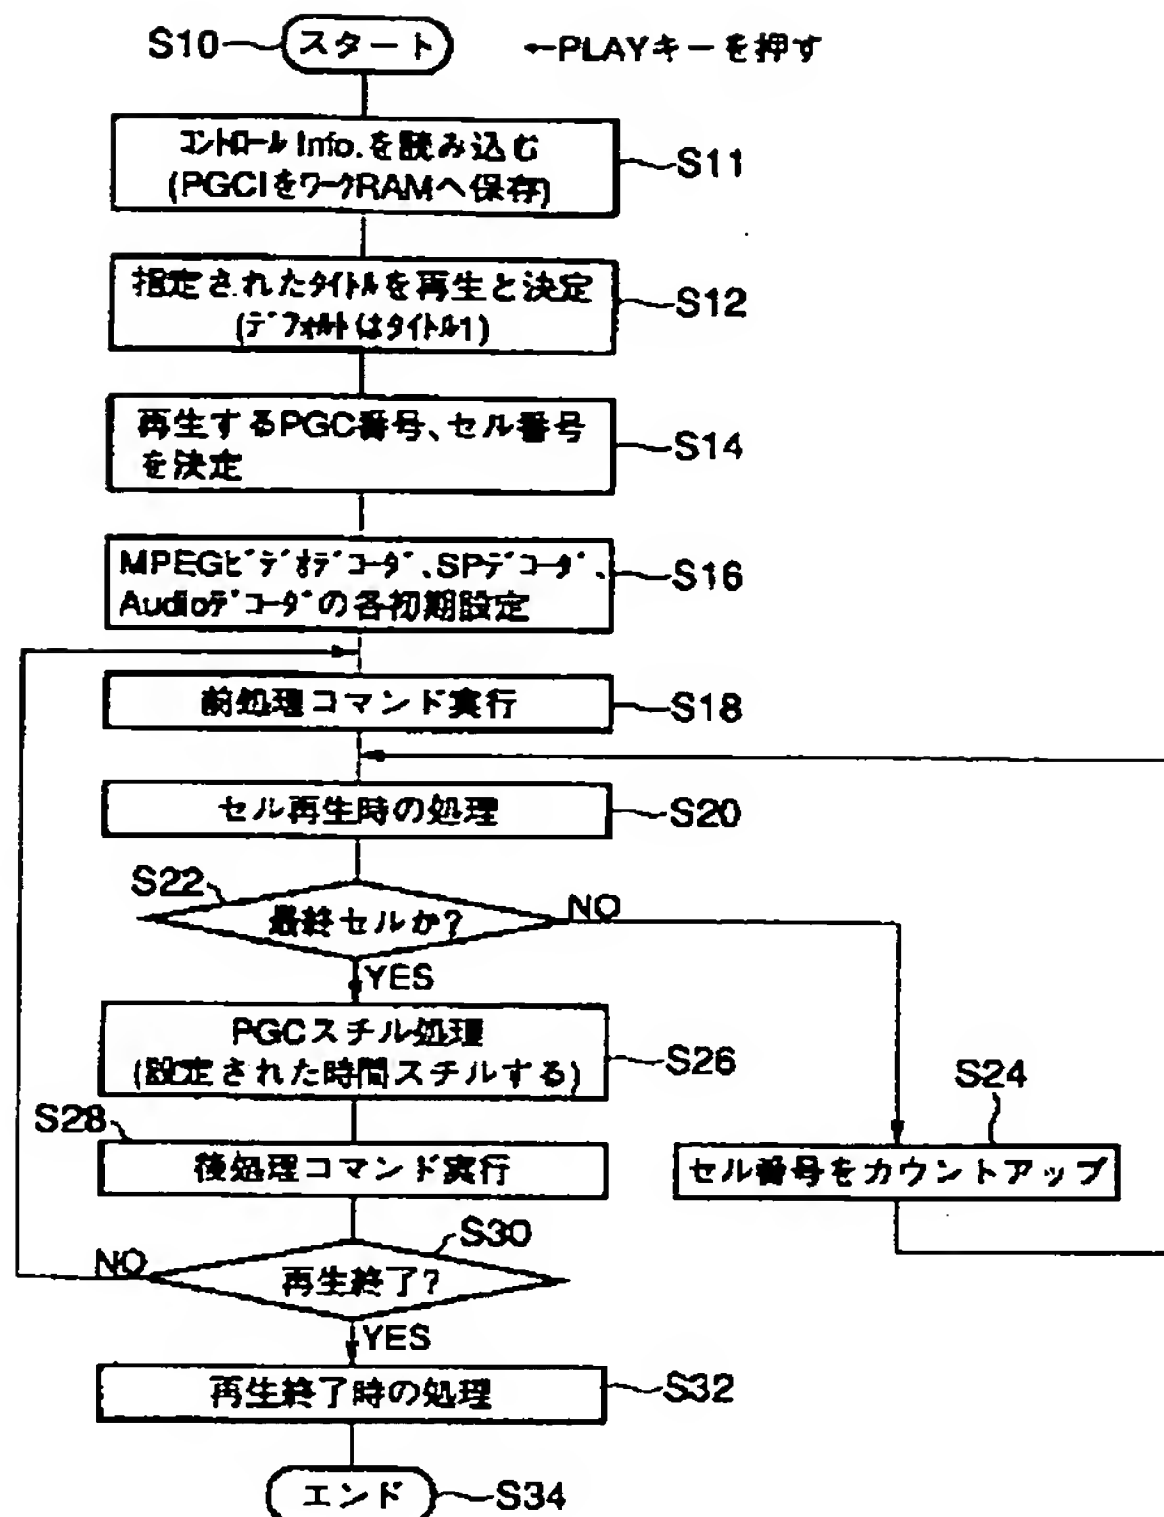 S10 スタート ←PLAYキーを押す
コントロールInfo.を読み込む
(PGCIをワークRAMへ保存)
S11
指定されたタイトルを再生と決定
(デフォルトはタイトル1)
S12
再生するPGC番号、セル番号
を決定
S14
MPEGビデオデコーダ、SPデコーダ、
Audioデコーダの各初期設定
S16
前処理コマンド実行
S18
セル再生時の処理
S20
S22
最終セルか?
NO
YES
PGCスチル処理
(設定された時間スチルする)
S26
S24
セル番号をカウントアップ
S28
後処理コマンド実行
S30
再生終了?
NO
YES
再生終了時の処理
S32
エンド
S34